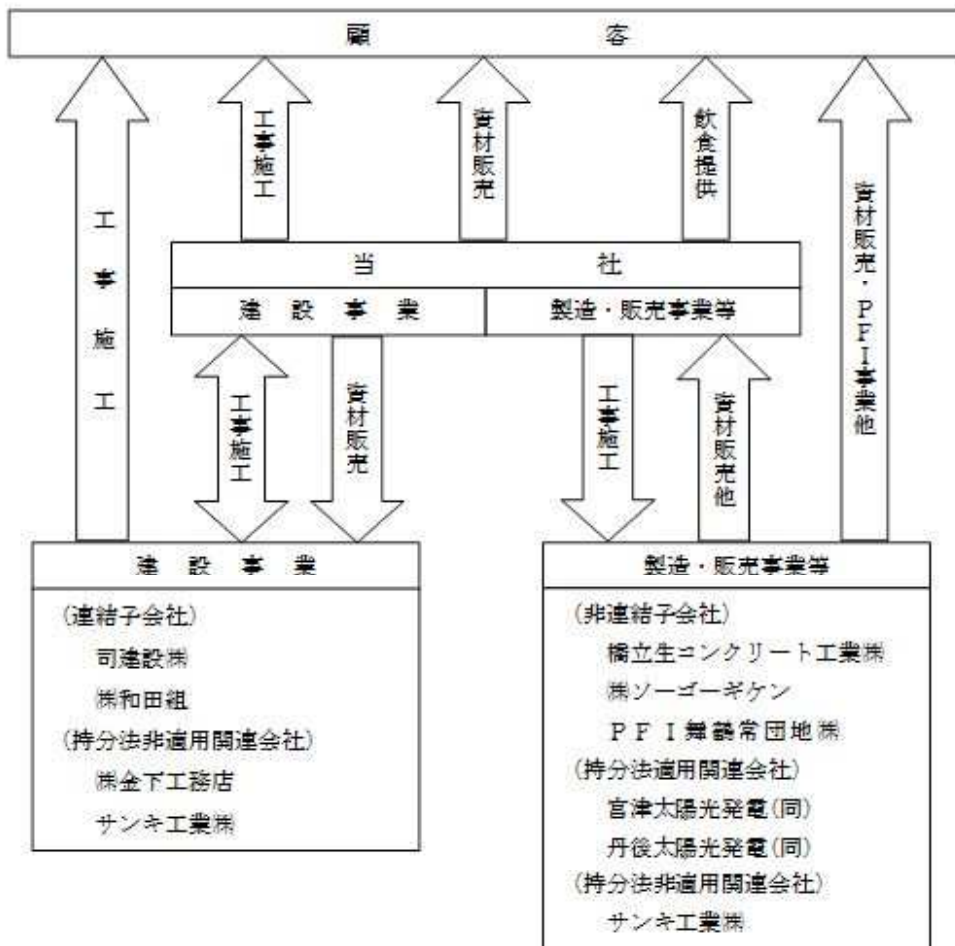 顧客
工事施工
工事施工
資材販売
飲食提供
資材販売・ＰＦＩ事業他
当社
建設事業
製造・販売事業等
工事施工
資材販売
工事施工
資材販売他
建設事業
(連結子会社)
司建設㈱
㈱和田組
(持分法非適用関連会社)
㈱金下工務店
サンキ工業㈱
製造・販売事業等
(非連結子会社)
橋立生コンクリート工業㈱
㈱ソーゴーギケン
ＰＦＩ舞鶴常団地㈱
(持分法適用関連会社)
宮津太陽光発電(同)
丹後太陽光発電(同)
(持分法非適用関連会社)
サンキ工業㈱